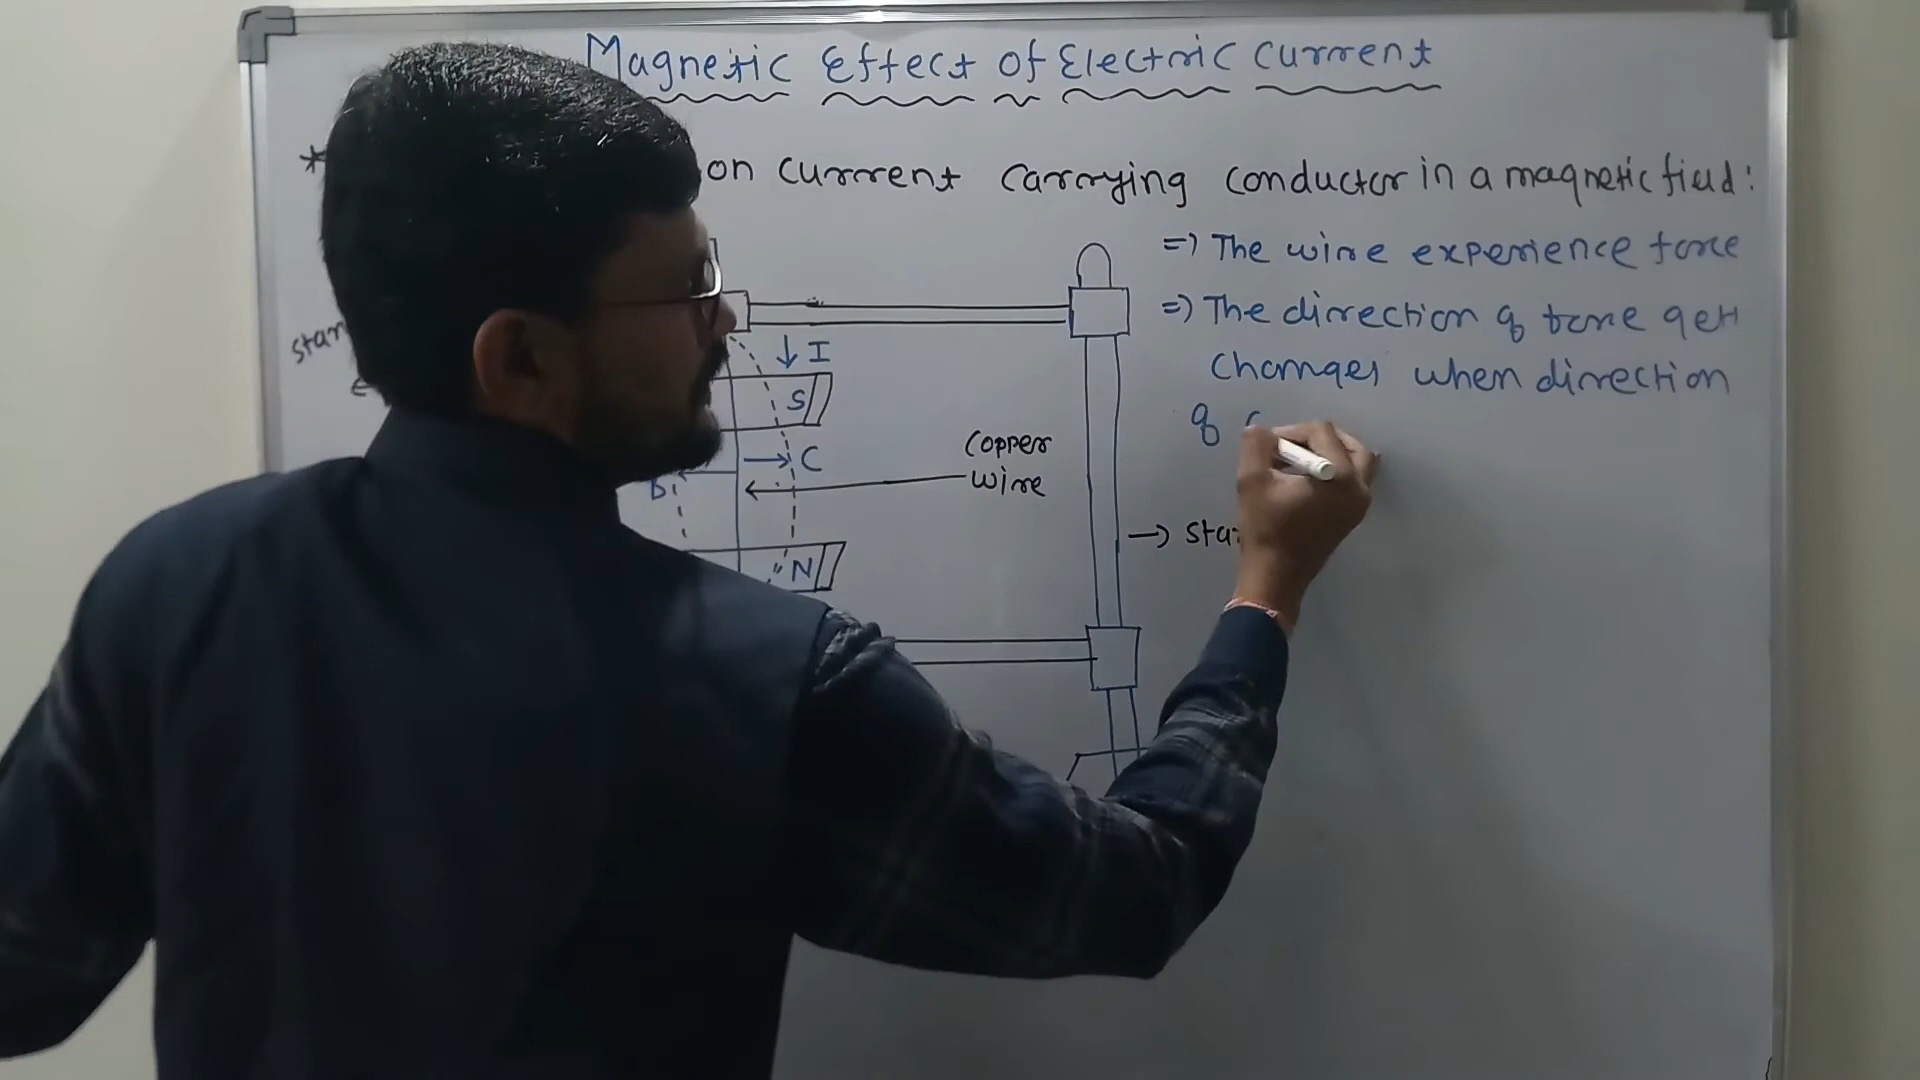 Magnetic Effect of Electric Current
* on current carrying conductor in a magnetic field:
=) The wire experience force
=) The direction of force get
changes when direction
of c
stan
I
S
C
B
Copper
wire
→ sta
N